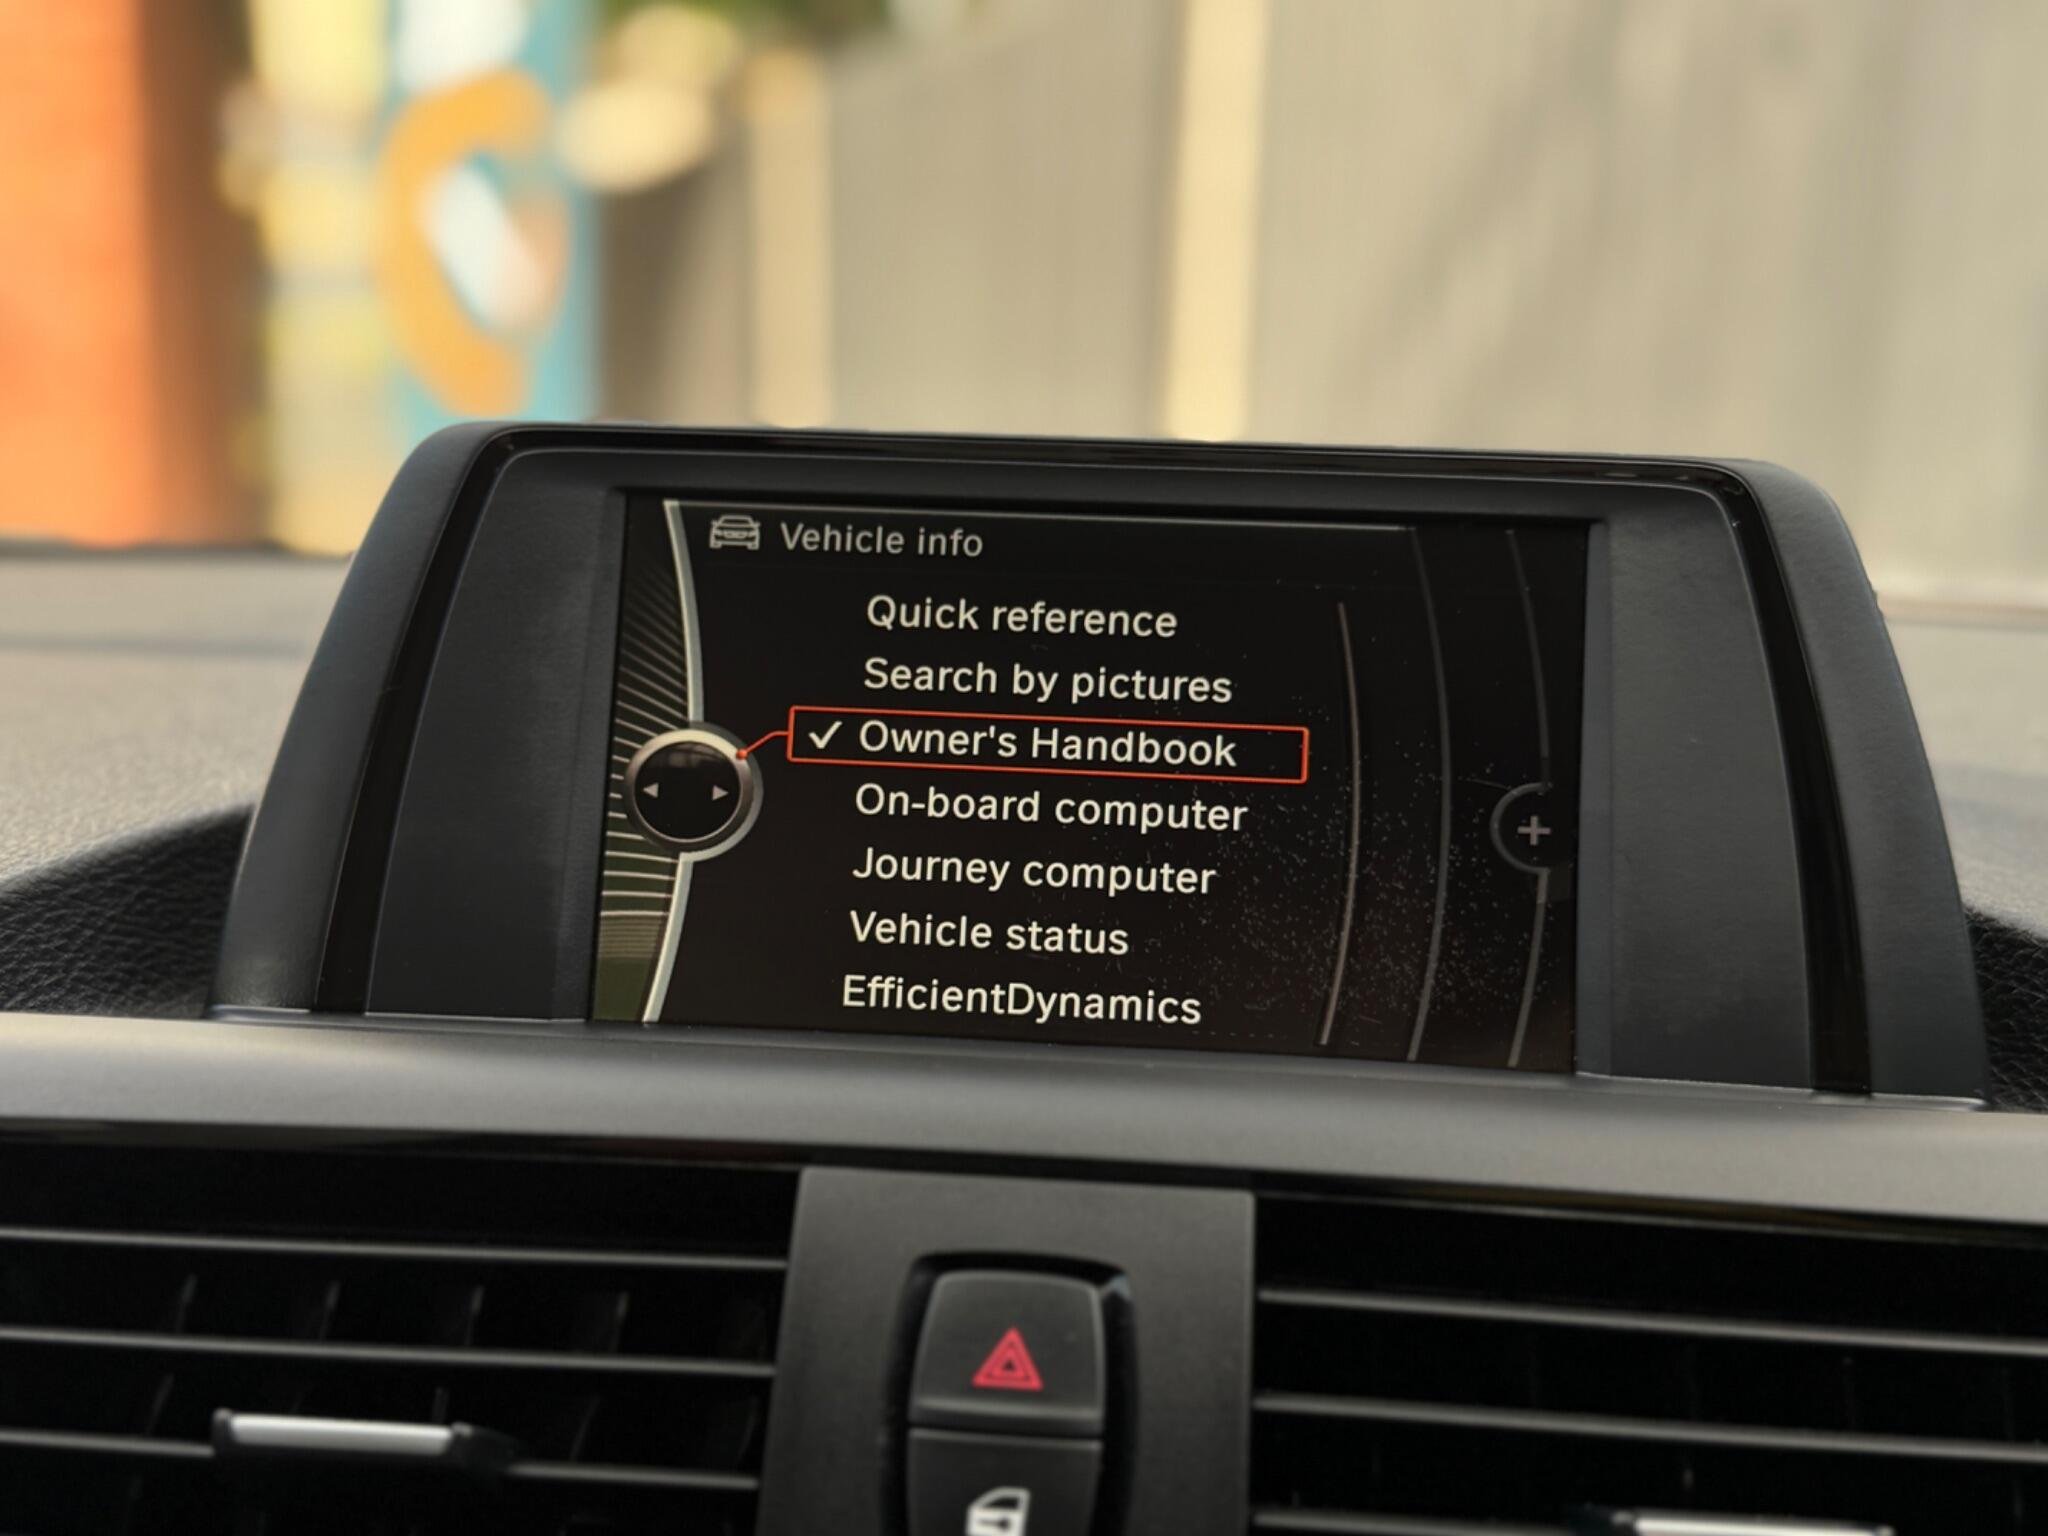 Vehicle info
Quick reference
Search by pictures
✓ Owner's Handbook
On-board computer
Journey computer
Vehicle status
EfficientDynamics